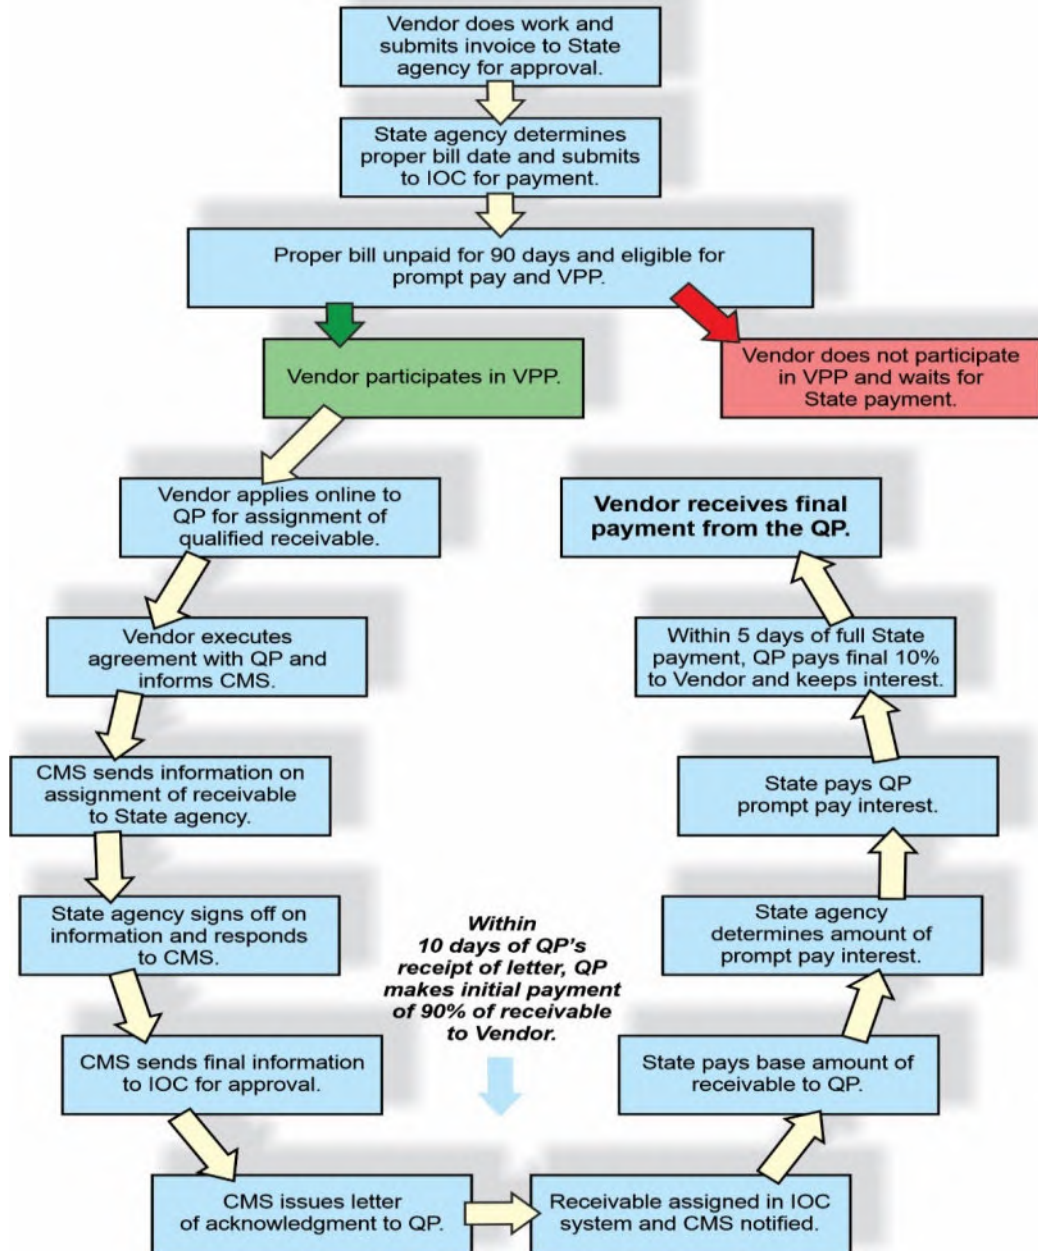 Vendor does work and
submits invoice to State
agency for approval.
State agency determines
proper bill date and submits
to IOC for payment.
Proper bill unpaid for 90 days and eligible for
prompt pay and VPP.
Vendor participates in VPP.
Vendor does not participate
in VPP and waits for
State payment.
Vendor applies online to
QP for assignment of
qualified receivable.
Vendor executes
agreement with QP and
informs CMS.
CMS sends information on
assignment of receivable
to State agency.
State agency signs off on
information and responds
to CMS.
CMS sends final information
to IOC for approval.
CMS issues letter
of acknowledgment to QP.
Within
10 days of QP's
receipt of letter, QP
makes initial payment
of 90% of receivable
to Vendor.
Receivable assigned in IOC
system and CMS notified.
State pays base amount of
receivable to QP.
State agency
determines amount of
prompt pay interest.
State pays QP
prompt pay interest.
Within 5 days of full State
payment, QP pays final 10%
to Vendor and keeps interest.
Vendor receives final
payment from the QP.